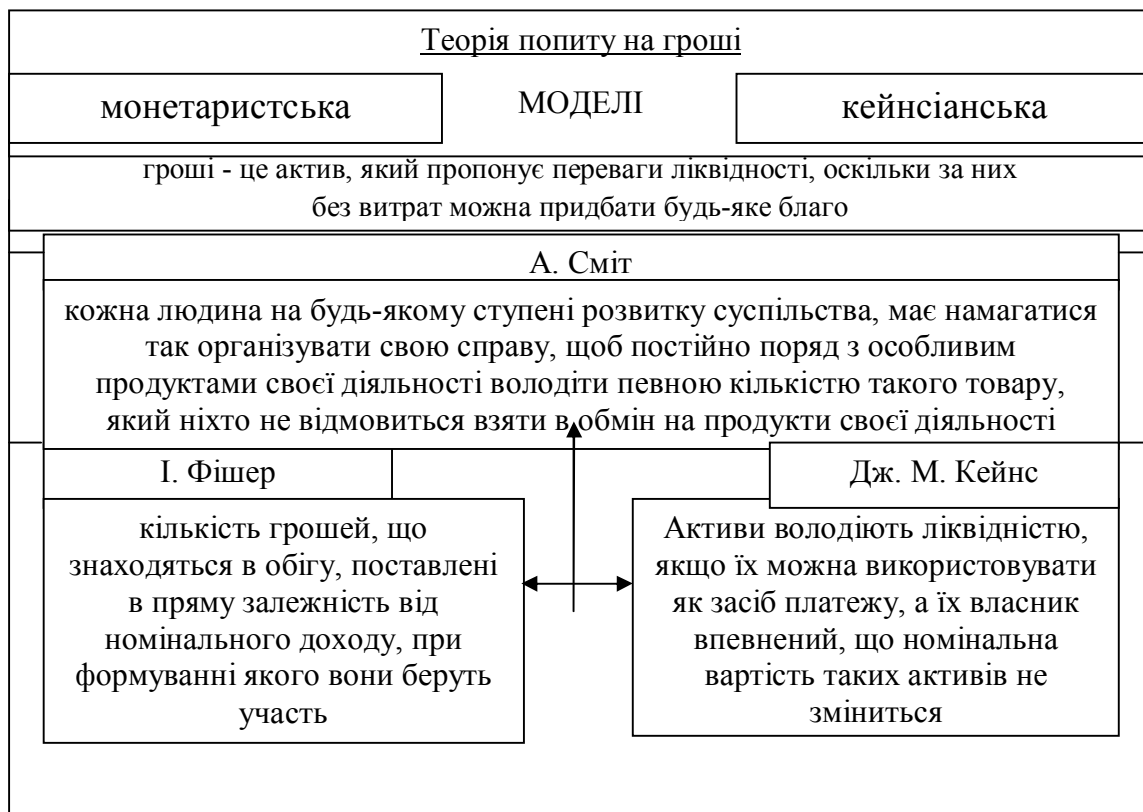 Теорія попиту на гроші
монетаристська
МОДЕЛІ
кейнсіанська
гроші - це актив, який пропонує переваги ліквідності, оскільки за них
без витрат можна придбати будь-яке благо
А. Сміт
кожна людина на будь-якому ступені розвитку суспільства, має намагатися
так організувати свою справу, щоб постійно поряд з особливим
продуктами своєї діяльності володіти певною кількістю такого товару,
який ніхто не відмовиться взяти в обмін на продукти своєї діяльності
І. Фішер
кількість грошей, що
знаходяться в обігу, поставлені
в пряму залежність від
номінального доходу, при
формуванні якого вони беруть
участь
Дж. М. Кейнс
Активи володіють ліквідністю,
якщо їх можна використовувати
як засіб платежу, а їх власник
впевнений, що номінальна
вартість таких активів не
зміниться